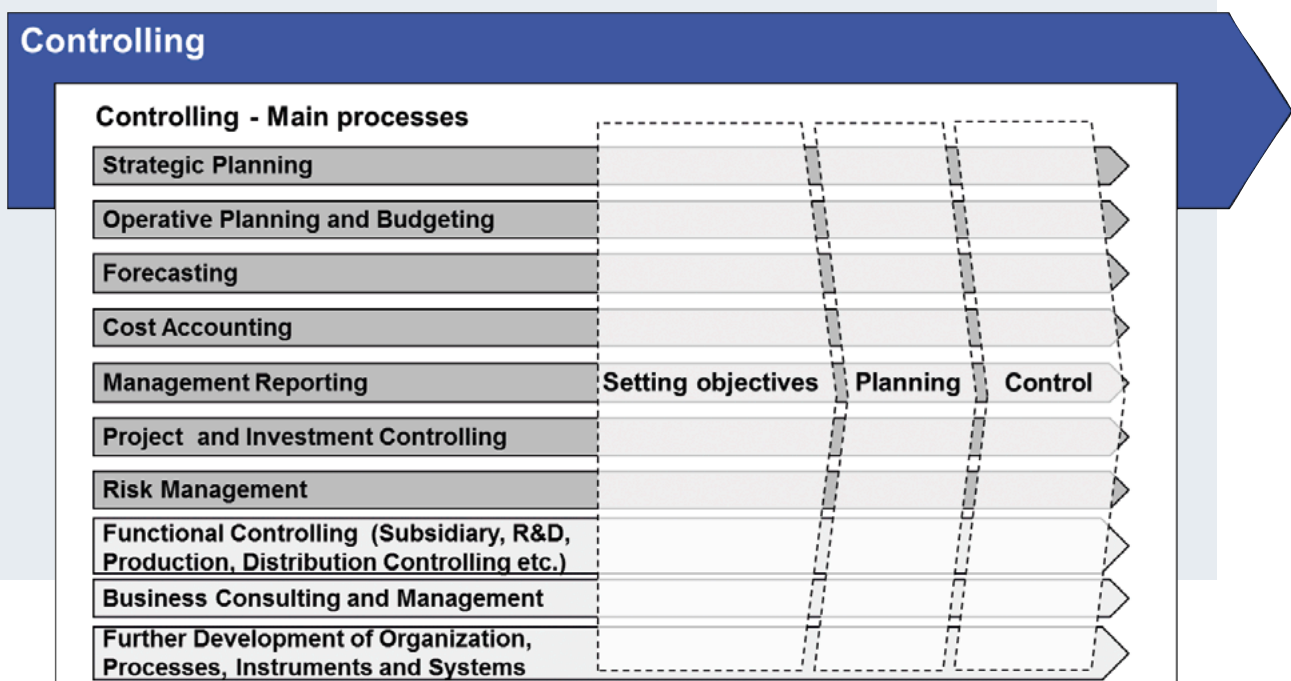 Controlling
Controlling - Main processes
Strategic Planning
Operative Planning and Budgeting
Forecasting
Cost Accounting
Management Reporting
Setting objectives
Planning
Control
Project and Investment Controlling
Risk Management
Functional Controlling (Subsidiary, R&D,
Production, Distribution Controlling etc.)
Business Consulting and Management
Further Development of Organization,
Processes, Instruments and Systems